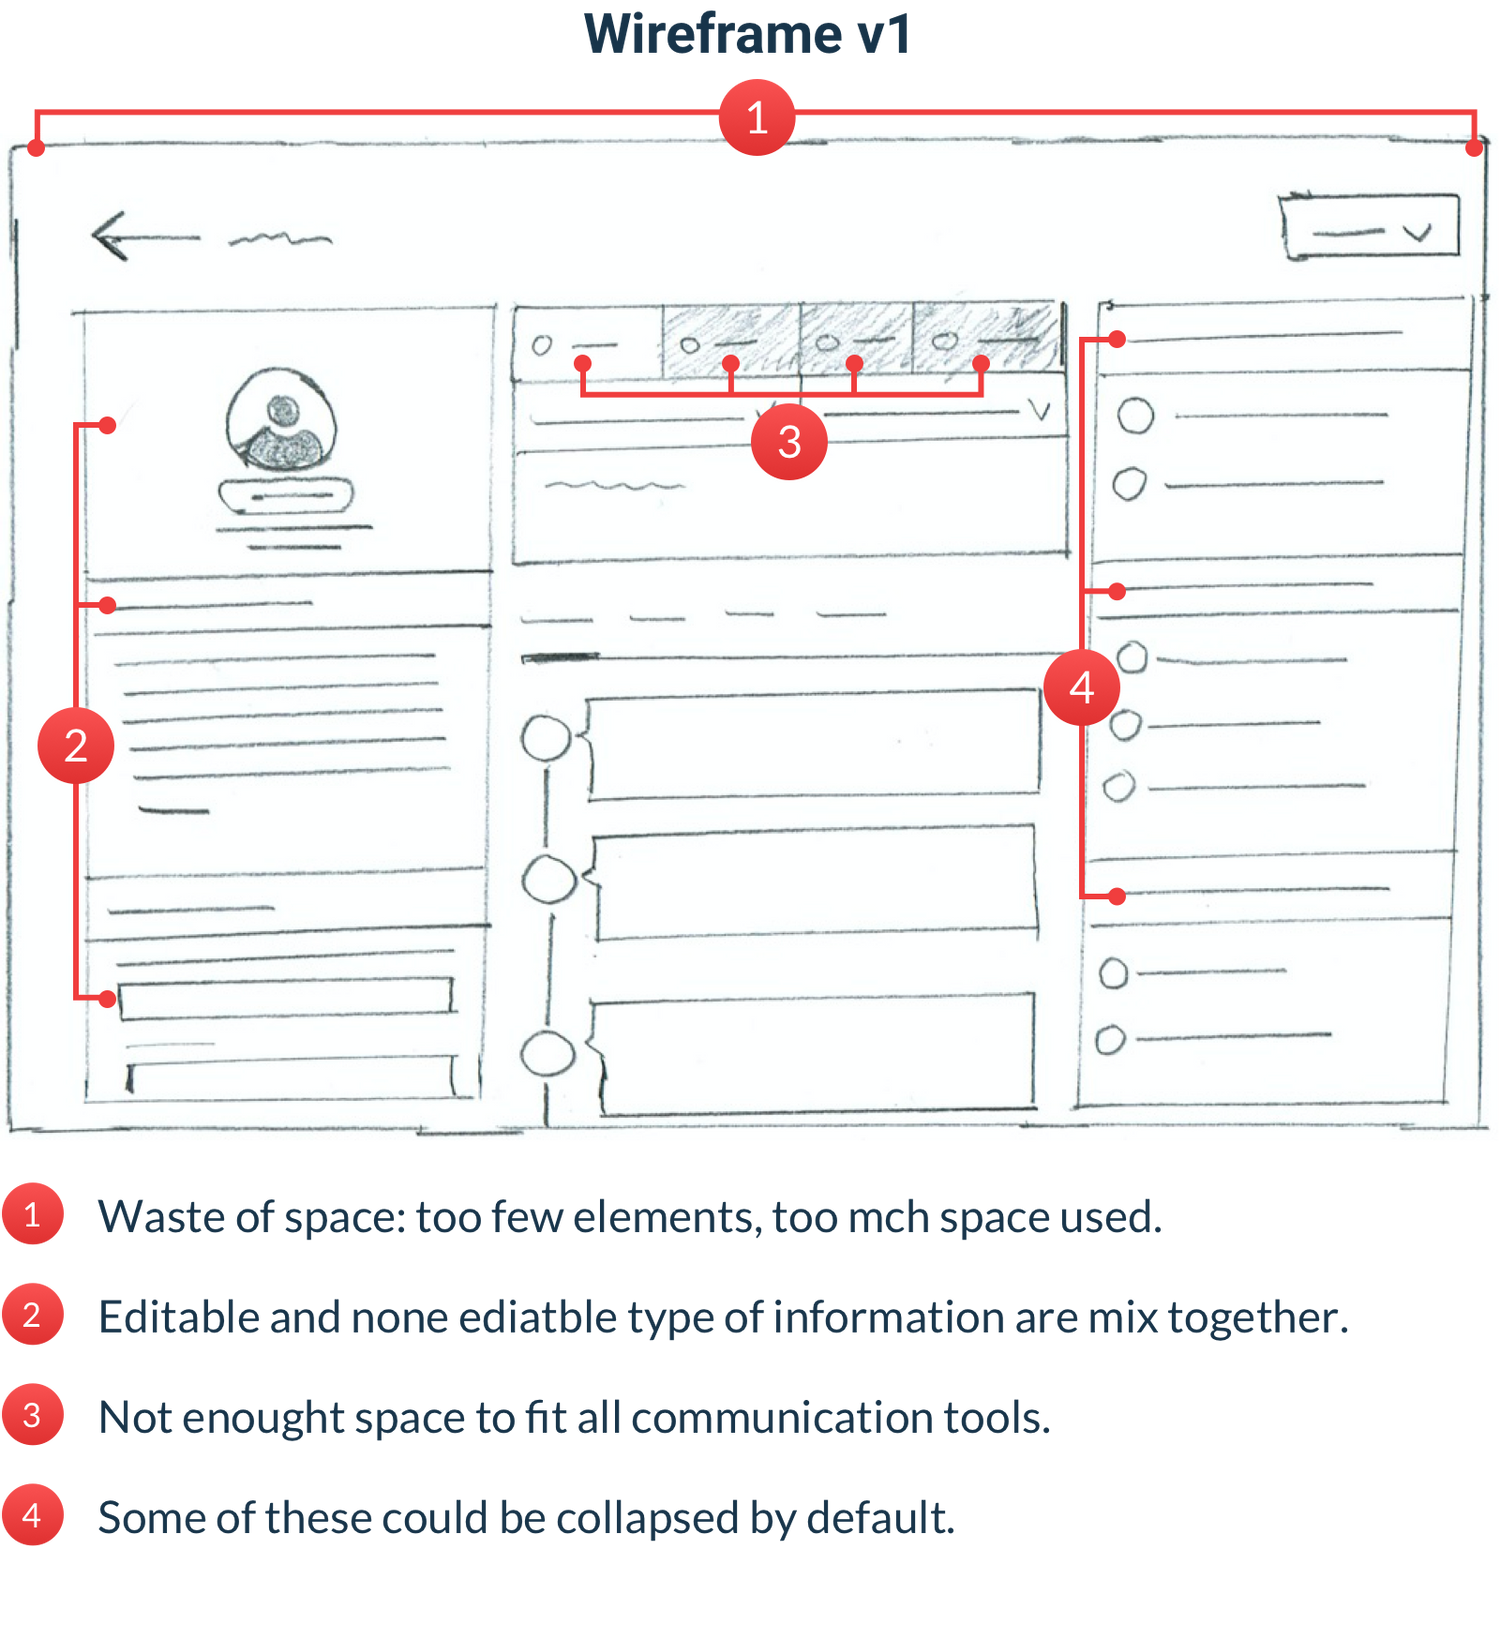 Wireframe v1
1
3
4
2
1 Waste of space: too few elements, too mch space used.
2 Editable and none ediatble type of information are mix together.
3 Not enought space to fit all communication tools.
4 Some of these could be collapsed by default.